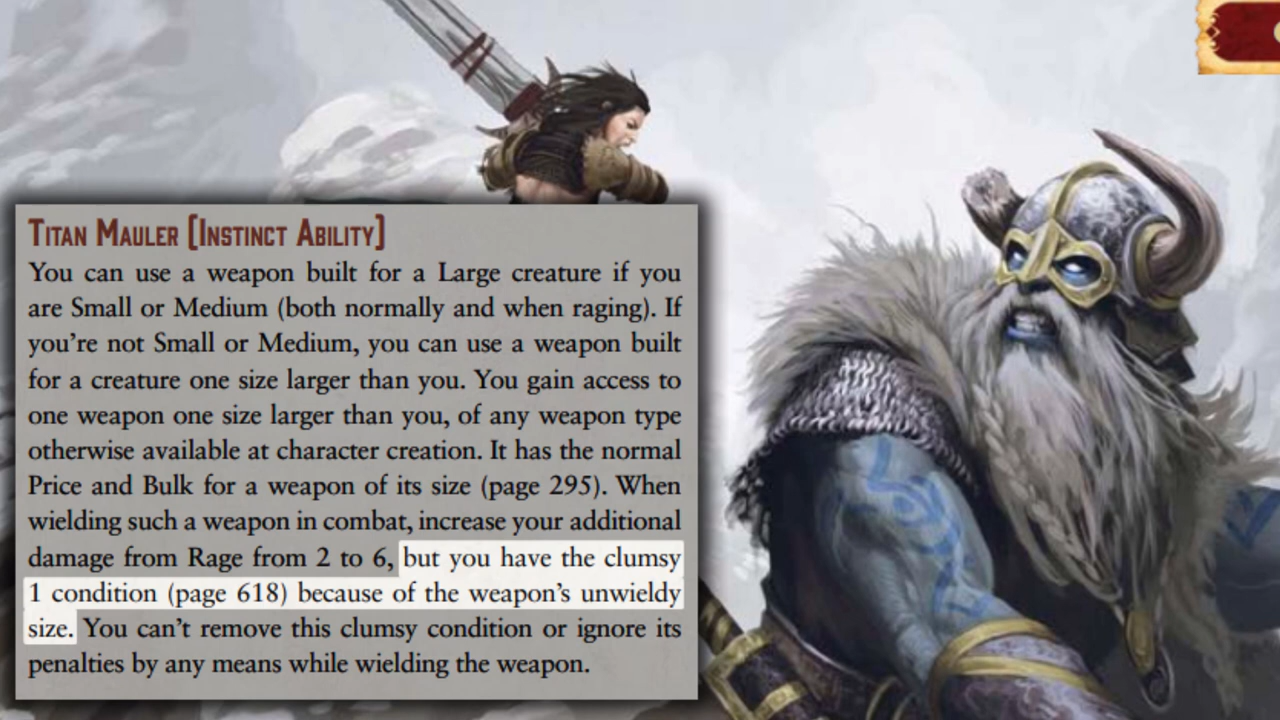 Titan Mauler [Instinct Ability]
You can use a weapon built for a Large creature if you
are Small or Medium (both normally and when raging). If
you’re not Small or Medium, you can use a weapon built
for a creature one size larger than you. You gain access to
one weapon one size larger than you, of any weapon type
otherwise available at character creation. It has the normal
Price and Bulk for a weapon of its size (page 295). When
wielding such a weapon in combat, increase your additional
damage from Rage from 2 to 6, but you have the clumsy
1 condition (page 618) because of the weapon’s unwieldy
size. You can’t remove this clumsy condition or ignore its
penalties by any means while wielding the weapon.